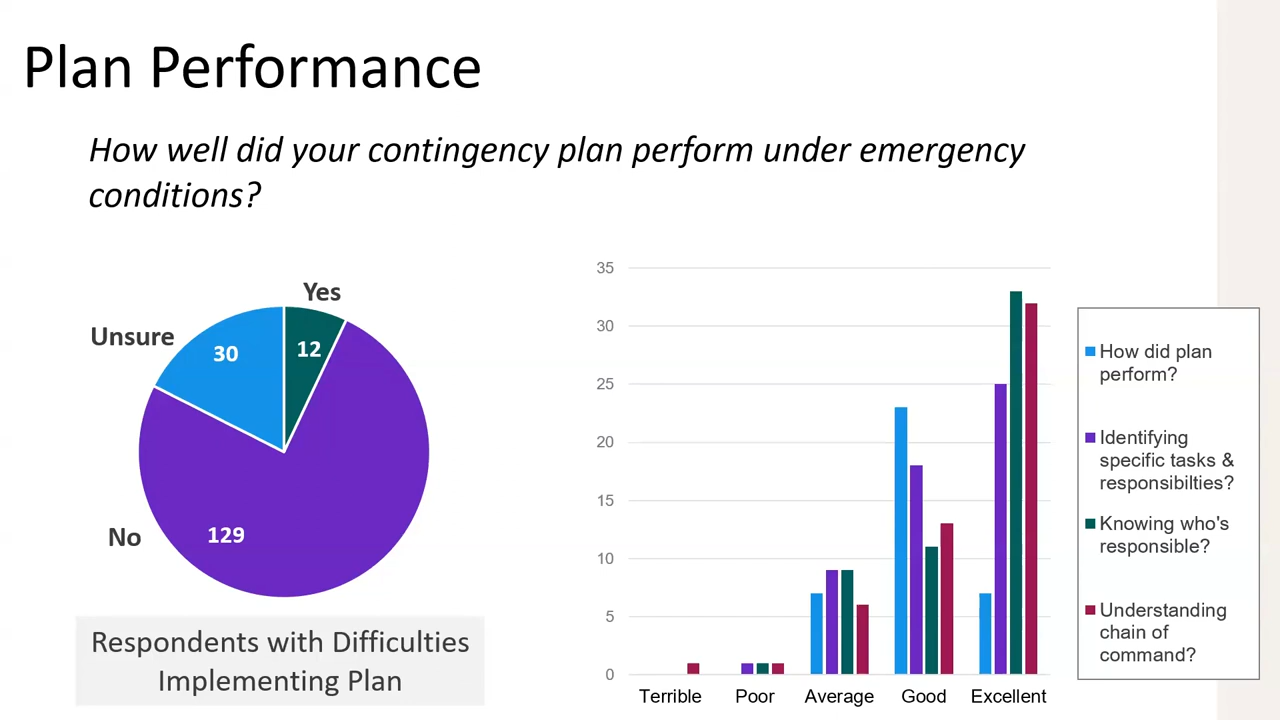 Plan Performance
How well did your contingency plan perform under emergency
conditions?
Yes
Unsure
30
12
No
129
Respondents with Difficulties
Implementing Plan
35
30
25
20
15
10
5
0
Terrible Poor Average Good Excellent
How did plan
perform?
Identifying
specific tasks &
responsibilties?
Knowing who's
responsible?
Understanding
chain of
command?